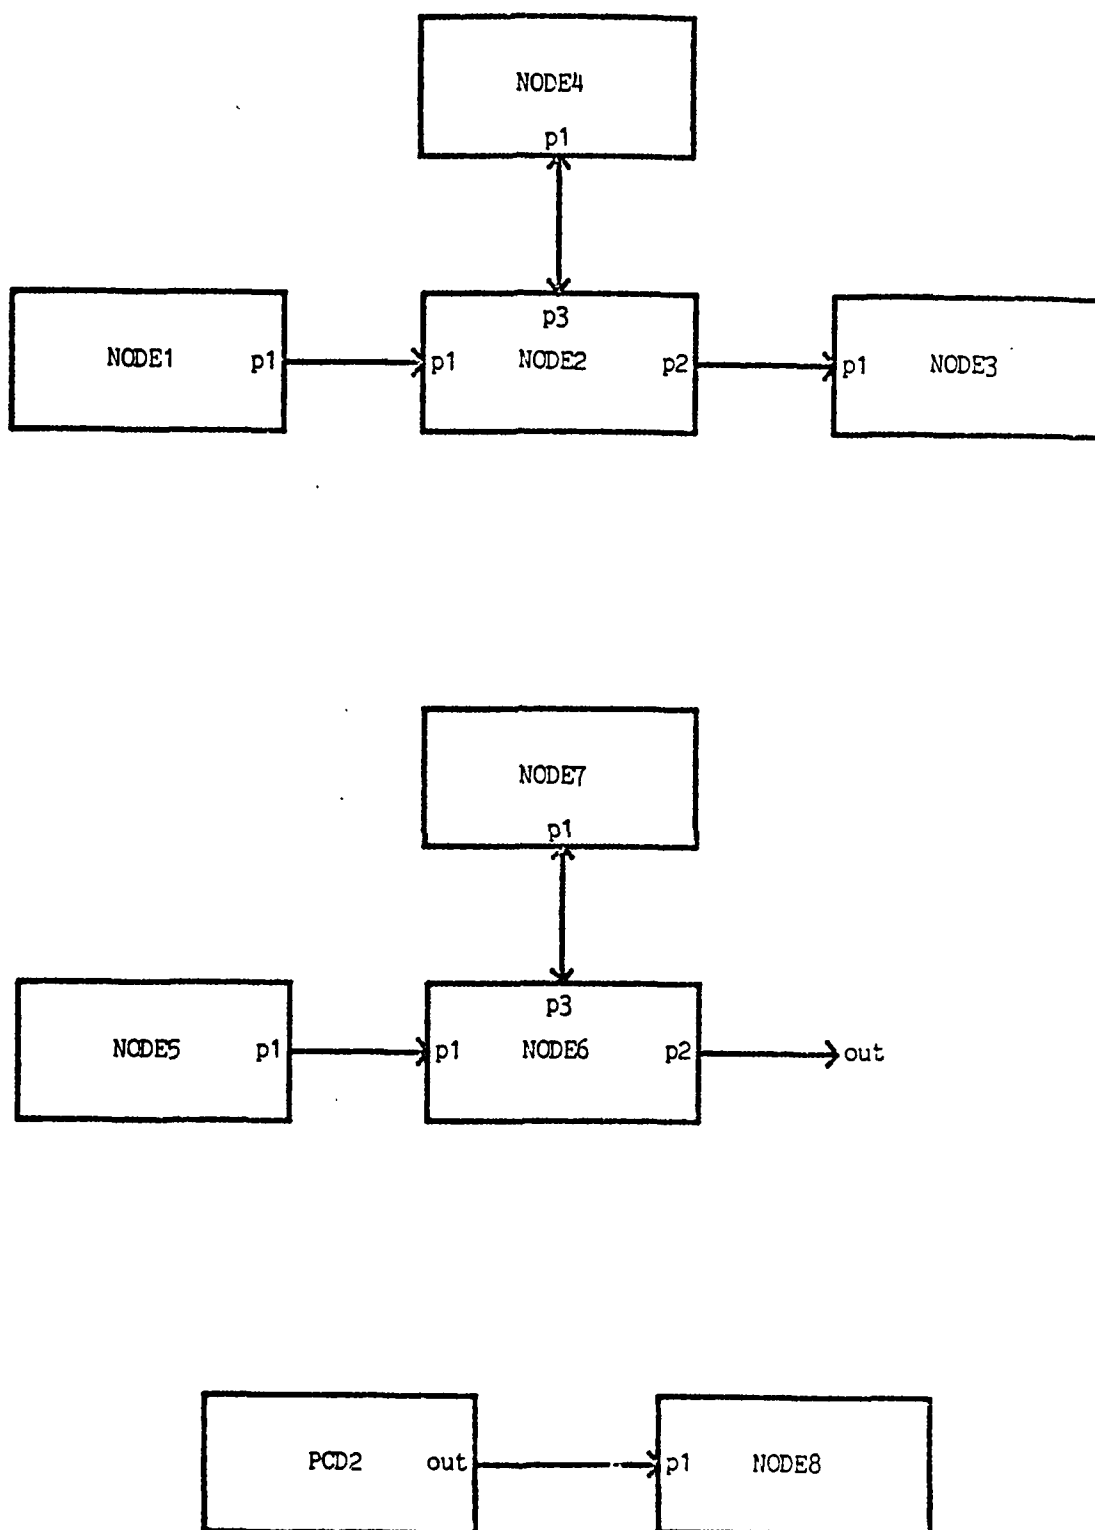 NODE4
p1
p3
NODE1 p1 p1 NODE2 p2 p1 NODE3
NODE7
p1
p3
NODE5 p1 p1 NODE6 p2 out
PCD2 out p1 NODE8